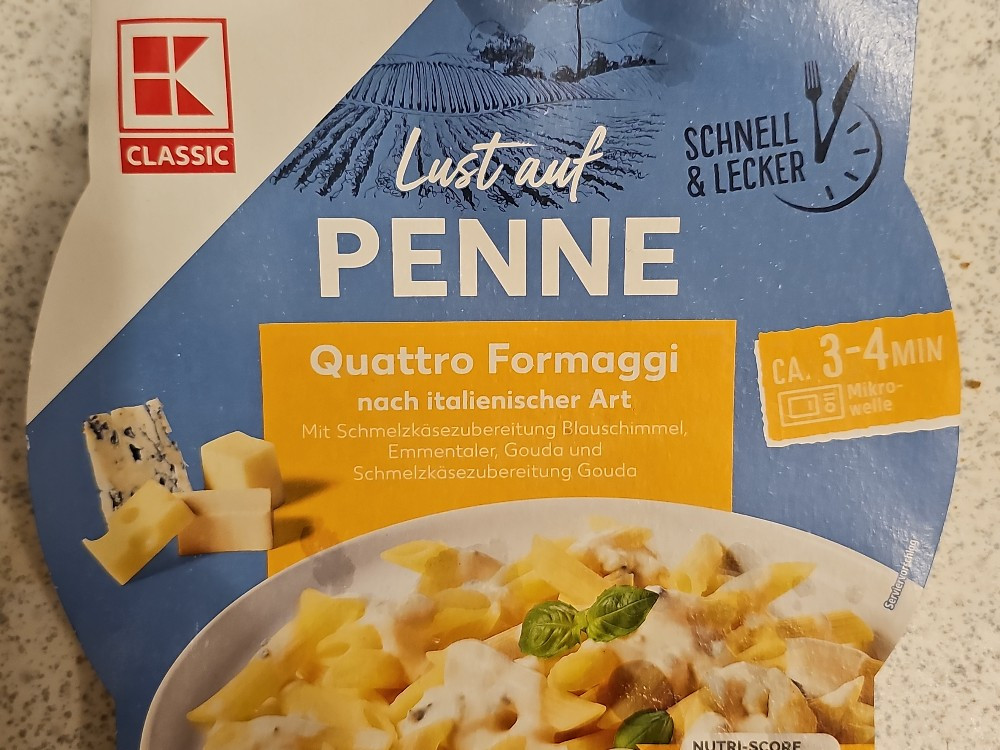 CLASSIC
Lust auf
PENNE
SCHNELL
& LECKER
Quattro Formaggi
nach italienischer Art
Mit Schmelzkäsezubereitung Blauschimmel,
Emmentaler, Gouda und
Schmelzkäsezubereitung Gouda
CA. 3-4 MIN
Mikro-
welle
Serviervorschlag
NUTRI-SCORE